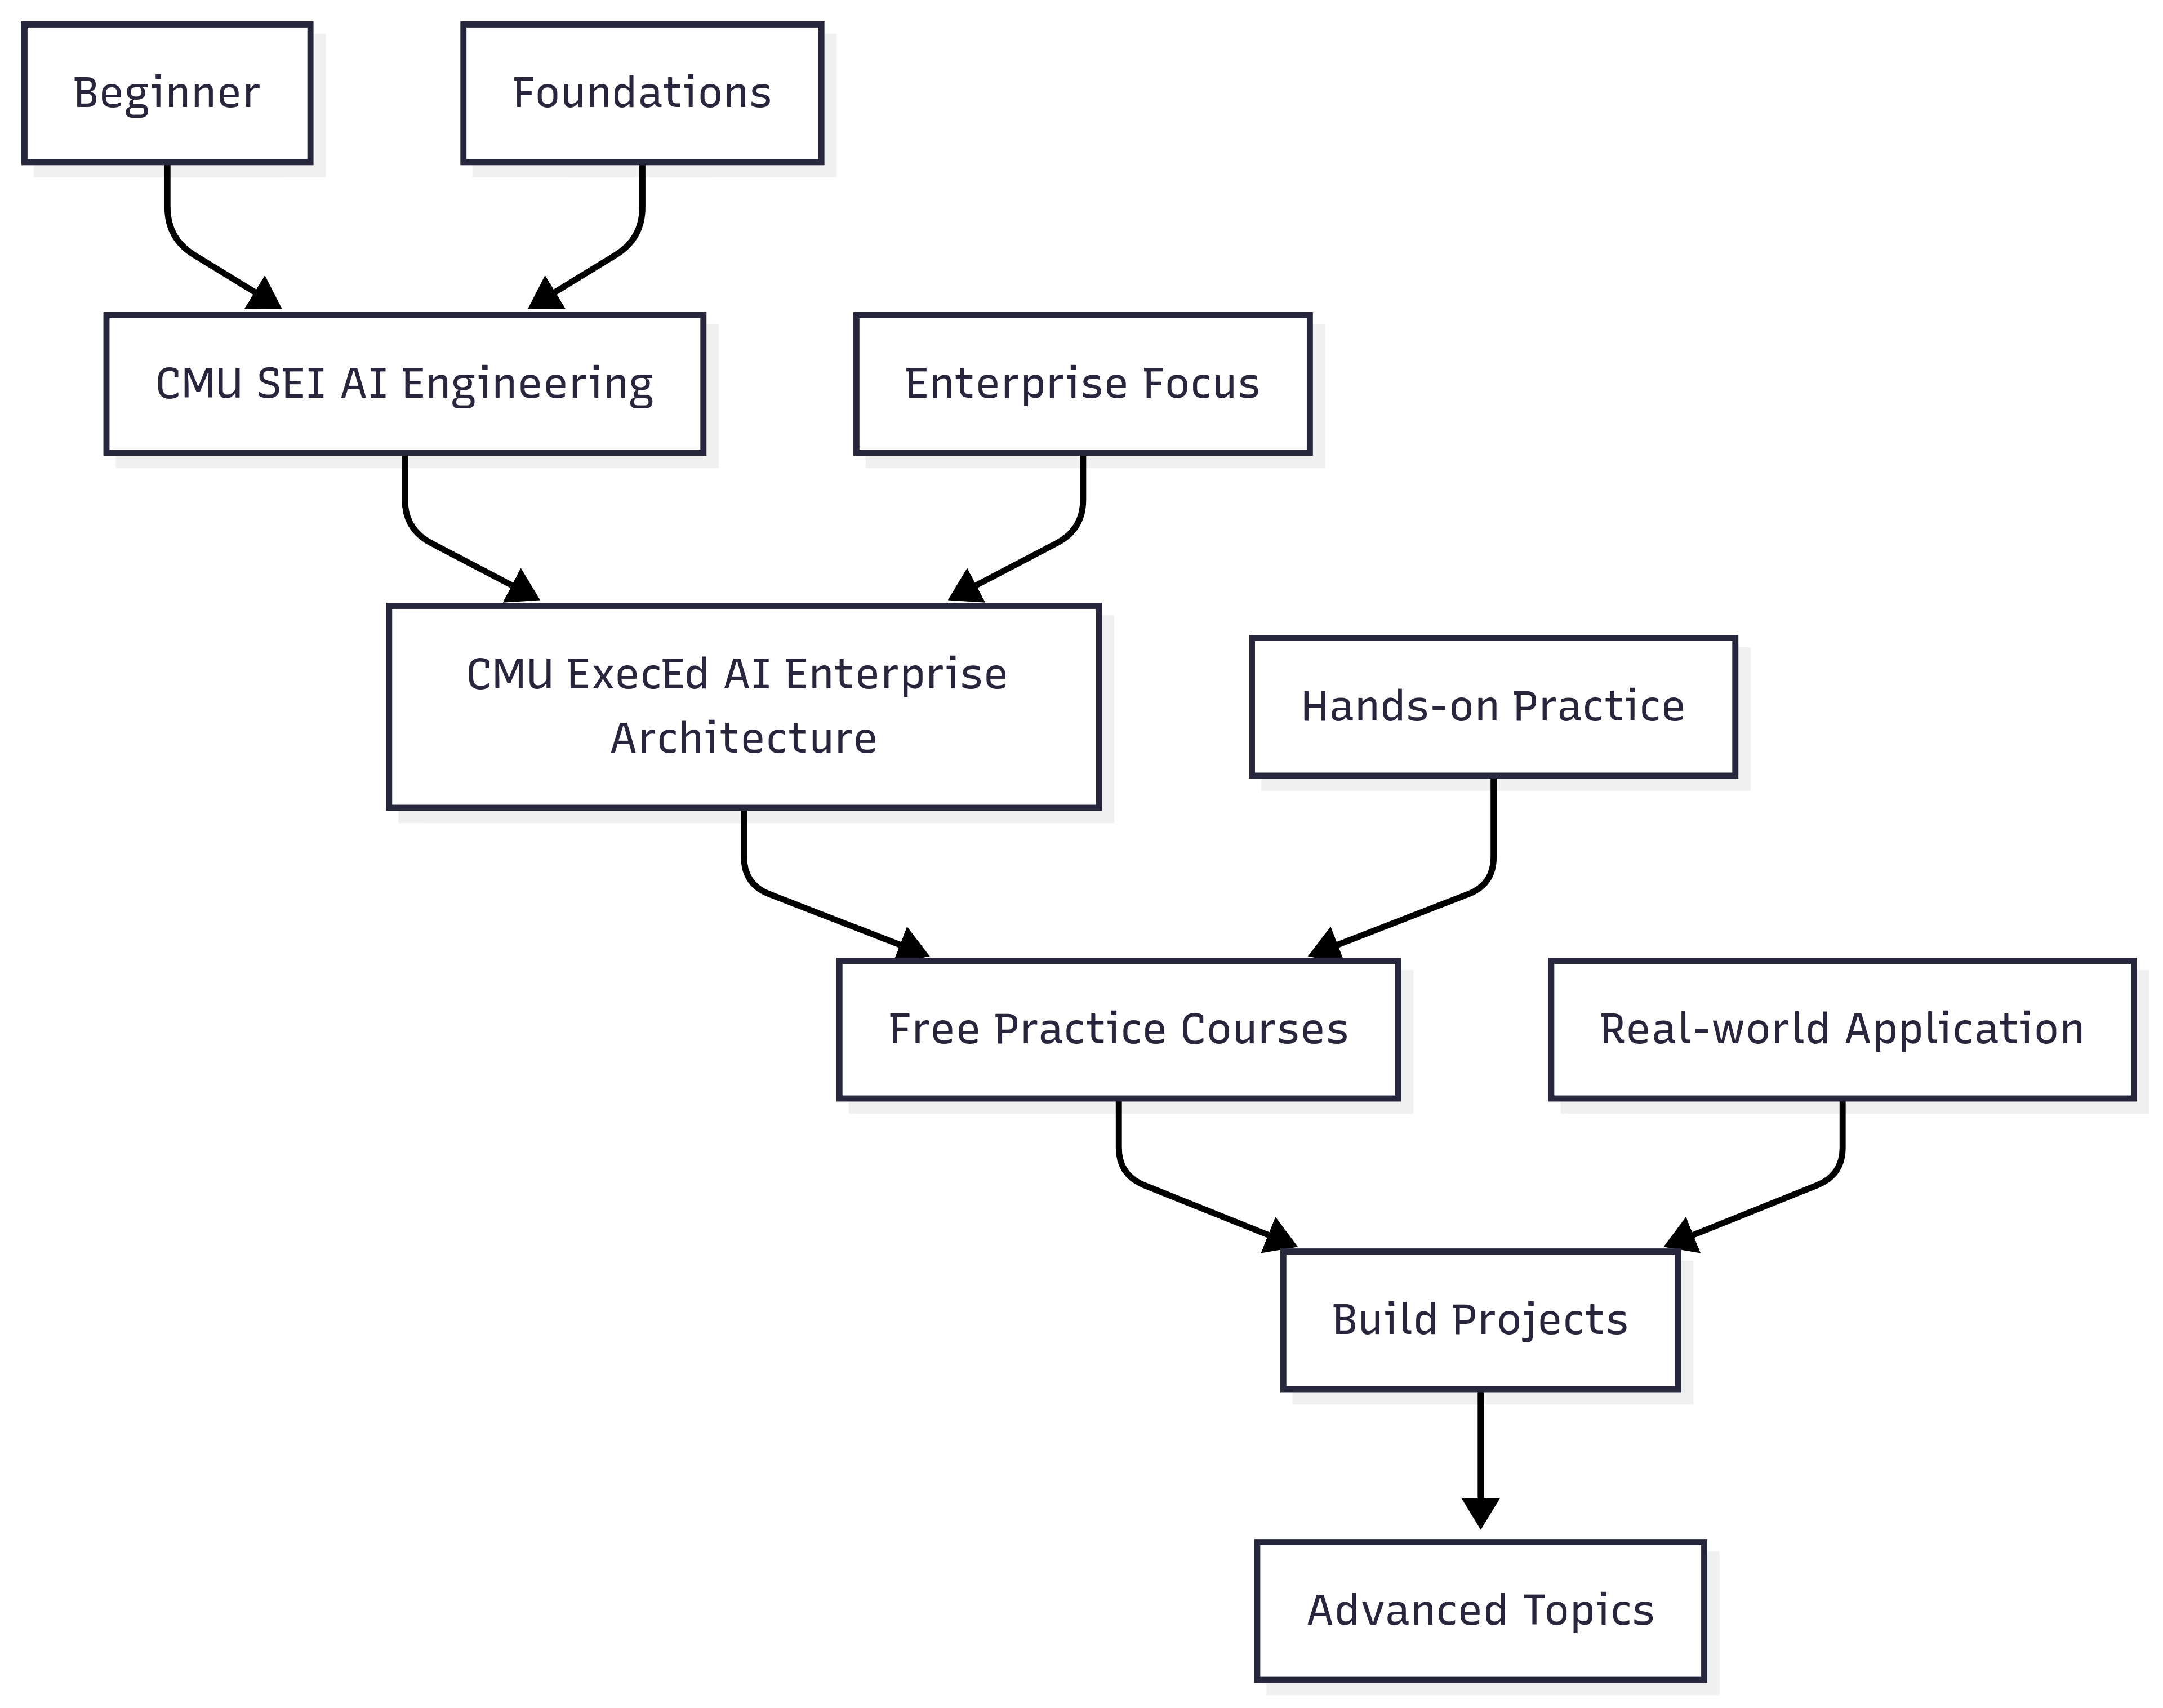 Beginner
Foundations
CMU SEI AI Engineering
Enterprise Focus
CMU ExecEd AI Enterprise
Architecture
Hands-on Practice
Free Practice Courses
Real-world Application
Build Projects
Advanced Topics